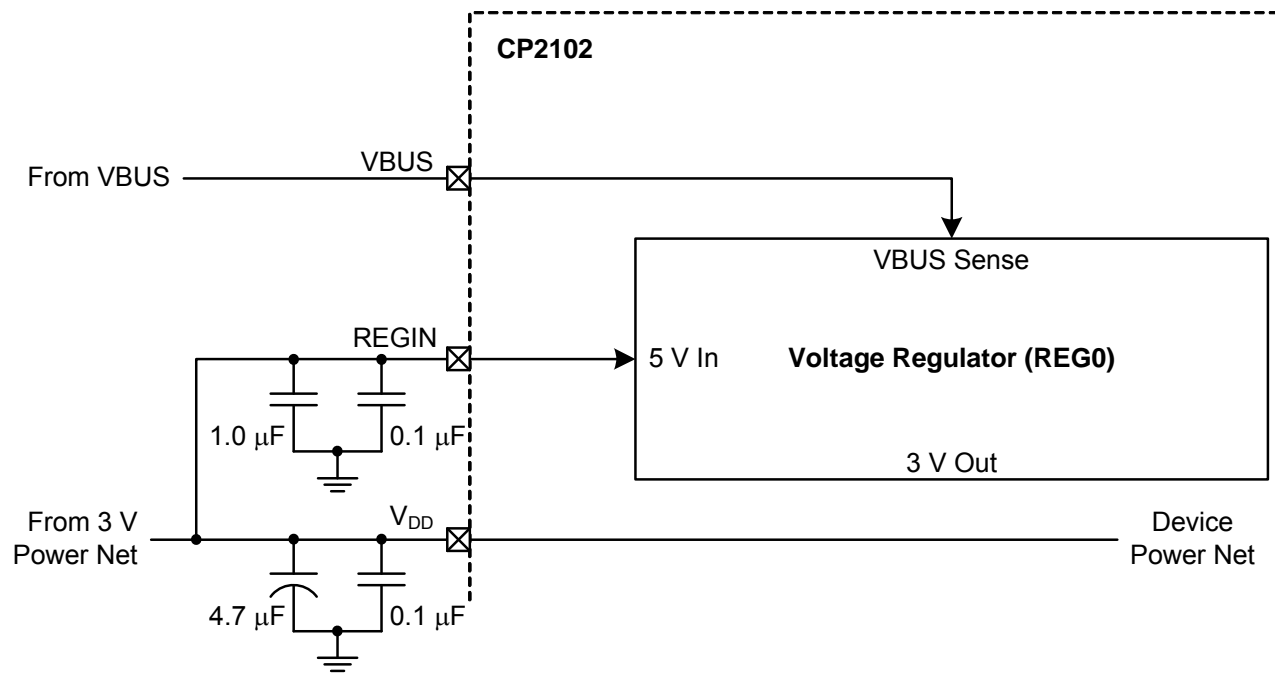 CP2102
VBUS
From VBUS
VBUS Sense
REGIN
5 V In
Voltage Regulator (REG0)
1.0 μF
0.1 μF
3 V Out
From 3 V
Power Net
VDD
Device
Power Net
4.7 μF
0.1 μF